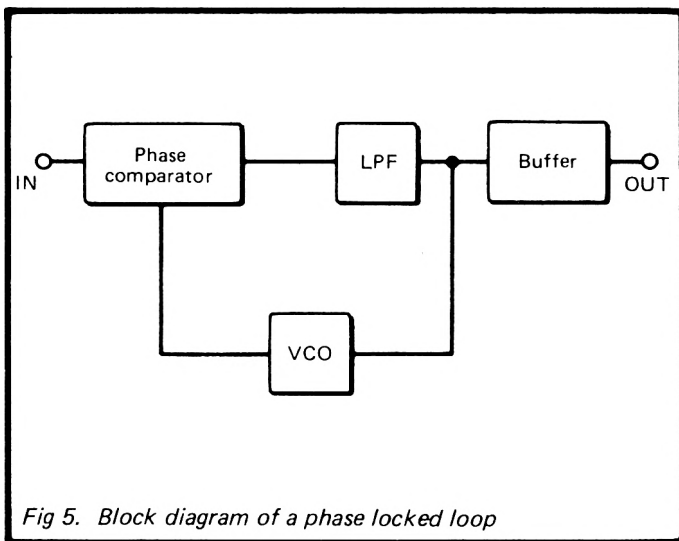 Phase
comparator
LPF
Buffer
IN
OUT
VCO
Fig 5. Block diagram of a phase locked loop